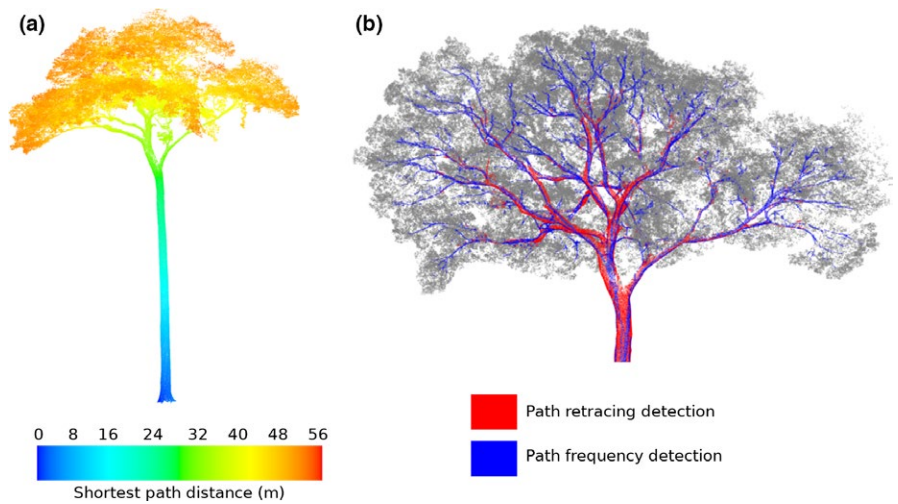 (a)
0 8 16 24 32 40 48 56
Shortest path distance (m)
(b)
Path retracing detection
Path frequency detection